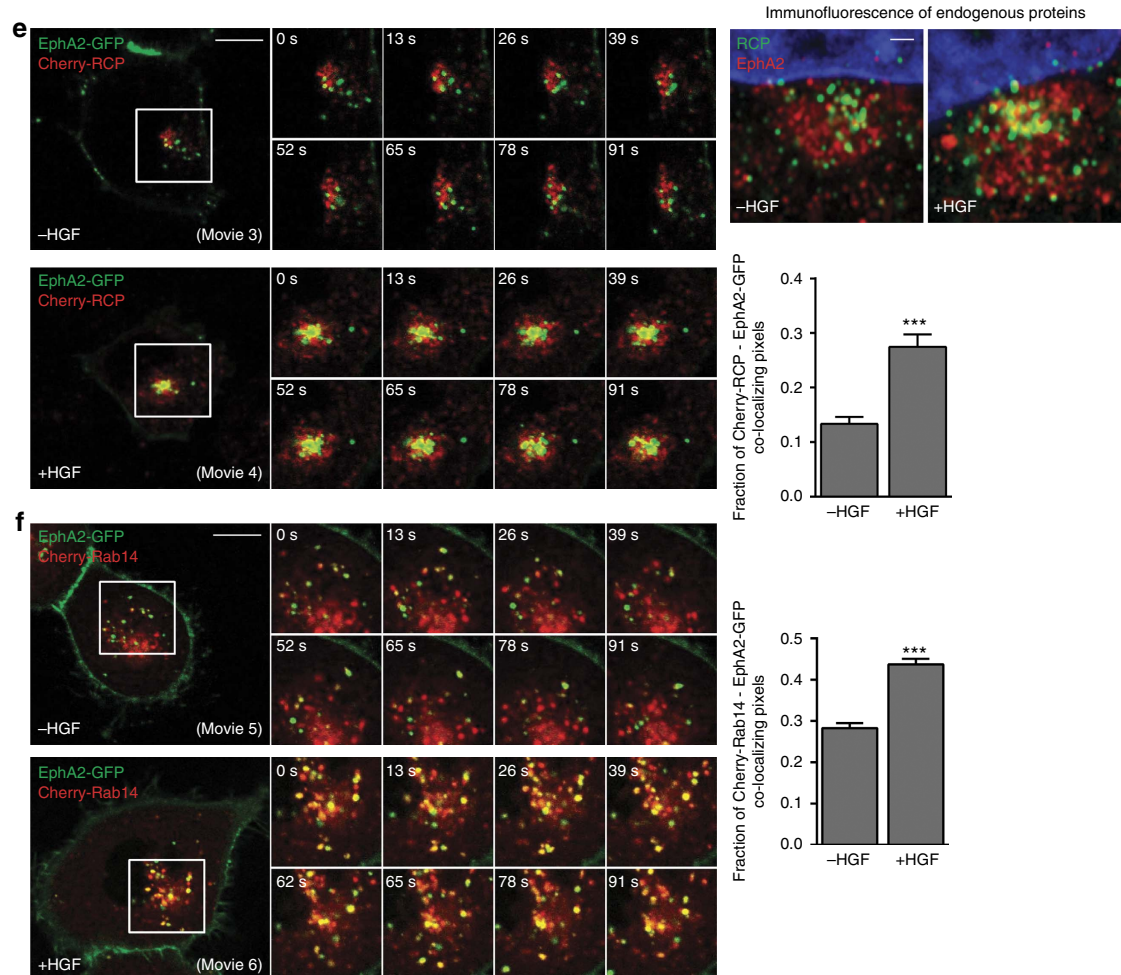 e
EphA2-GFP
Cherry-RCP
–HGF
(Movie 3)
0 s
13 s
26 s
39 s
52 s
65 s
78 s
91 s
Immunofluorescence of endogenous proteins
RCP
EphA2
–HGF
+HGF
EphA2-GFP
Cherry-RCP
+HGF
(Movie 4)
0 s
13 s
26 s
39 s
52 s
65 s
78 s
91 s
Fraction of Cherry-RCP - EphA2-GFP
co-localizing pixels
0.4
0.3
0.2
0.1
0.0
***
–HGF
+HGF
f
EphA2-GFP
Cherry-Rab14
–HGF
(Movie 5)
0 s
13 s
26 s
39 s
52 s
65 s
78 s
91 s
EphA2-GFP
Cherry-Rab14
+HGF
(Movie 6)
0 s
13 s
26 s
39 s
62 s
65 s
78 s
91 s
Fraction of Cherry-Rab14 - EphA2-GFP
co-localizing pixels
0.5
0.4
0.3
0.2
0.1
0.0
***
–HGF
+HGF